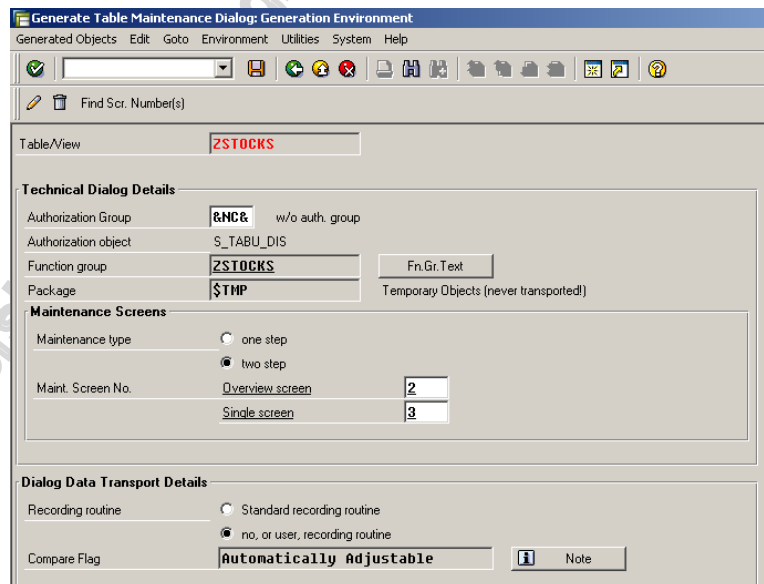 Generate Table Maintenance Dialog: Generation Environment
Generated Objects Edit Goto Environment Utilities System Help
Find Scr. Number(s)
Table/View ZSTOCKS
Technical Dialog Details
Authorization Group &NC& w/o auth. group
Authorization object S_TABU_DIS
Function group ZSTOCKS Fn.Gr.Text
Package $TMP Temporary Objects (never transported!)
Maintenance Screens
Maintenance type one step
two step
Maint. Screen No. Overview screen 2
Single screen 3
Dialog Data Transport Details
Recording routine Standard recording routine
no, or user, recording routine
Compare Flag Automatically Adjustable Note